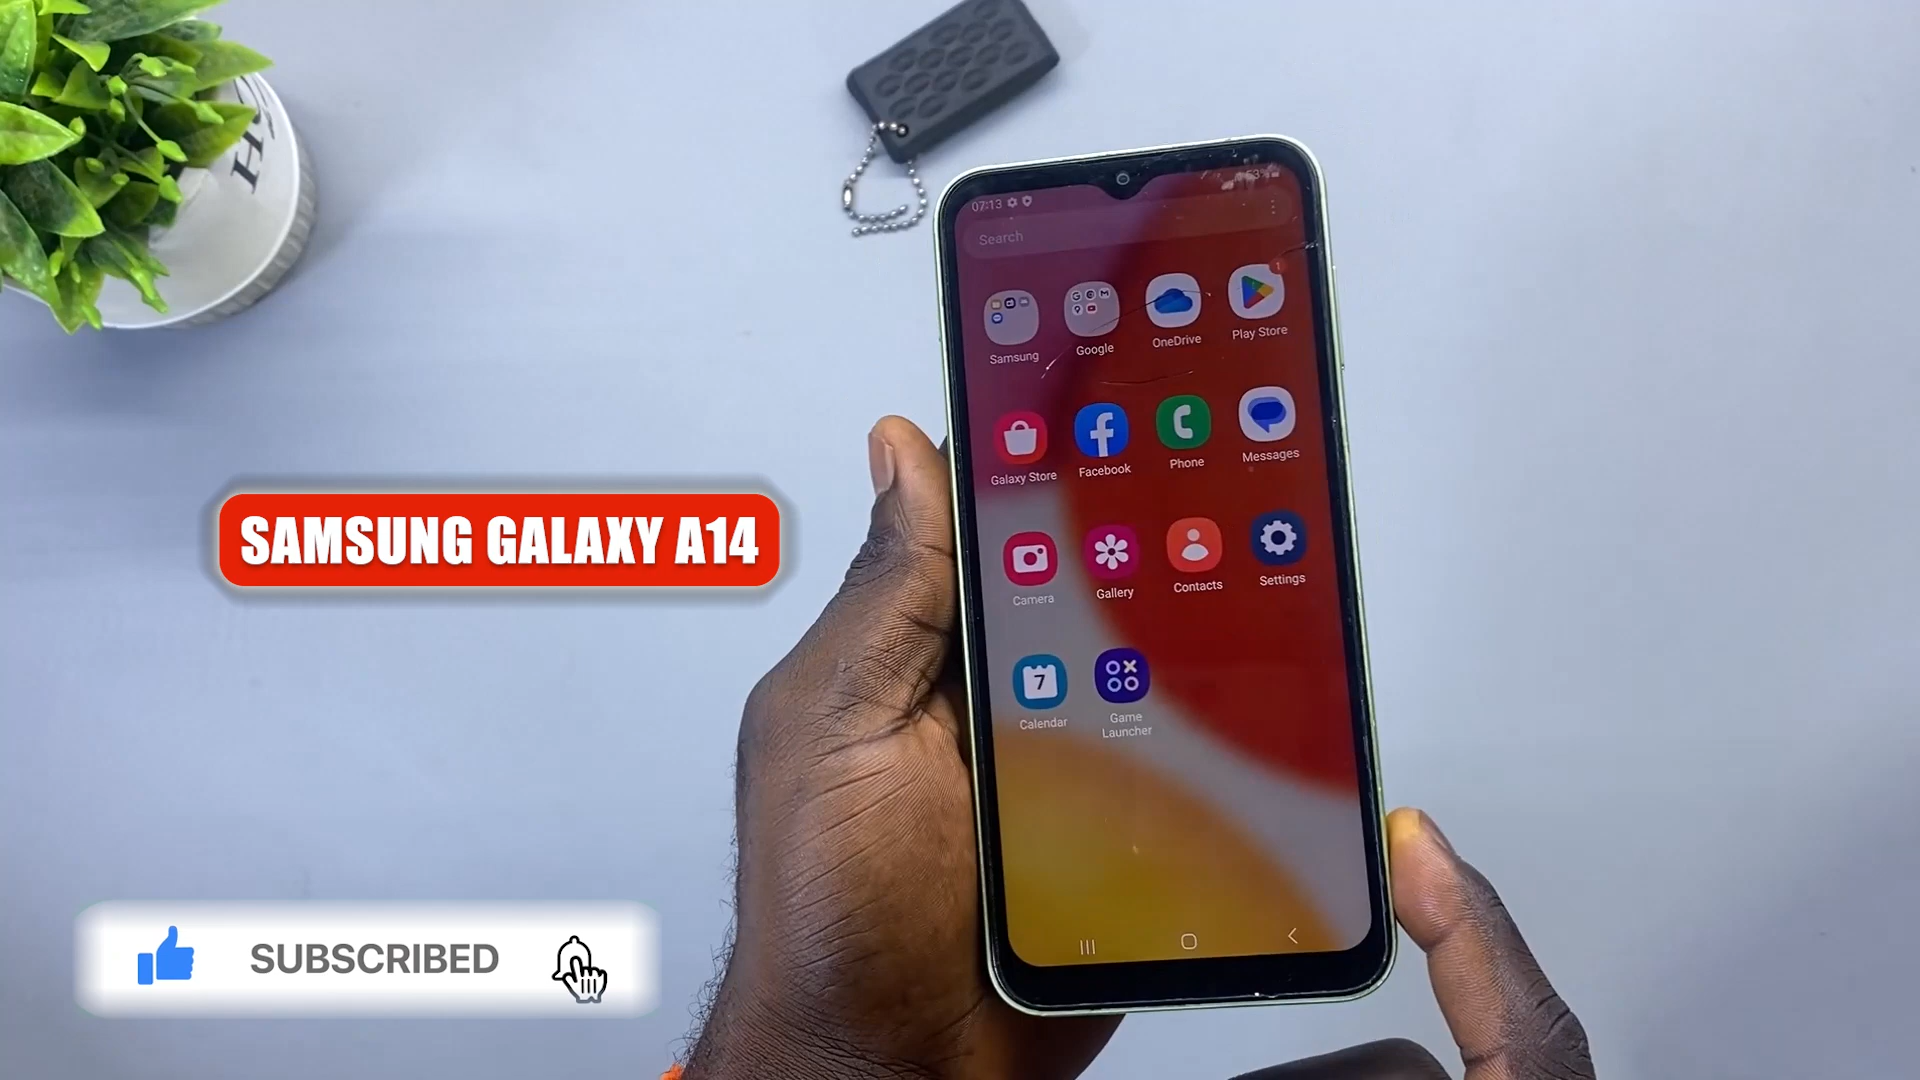 07:13
53%
Search
Samsung
Google
OneDrive
Play Store
Galaxy Store
Facebook
Phone
Messages
Camera
Gallery
Contacts
Settings
7
Calendar
Game
Launcher
SAMSUNG GALAXY A14
SUBSCRIBED